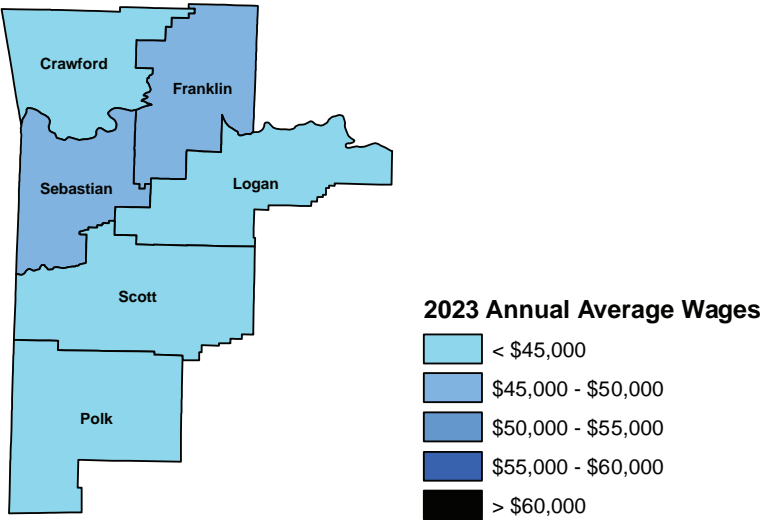 Crawford
Franklin
Sebastian
Logan
Scott
Polk
2023 Annual Average Wages
< $45,000
$45,000 - $50,000
$50,000 - $55,000
$55,000 - $60,000
> $60,000